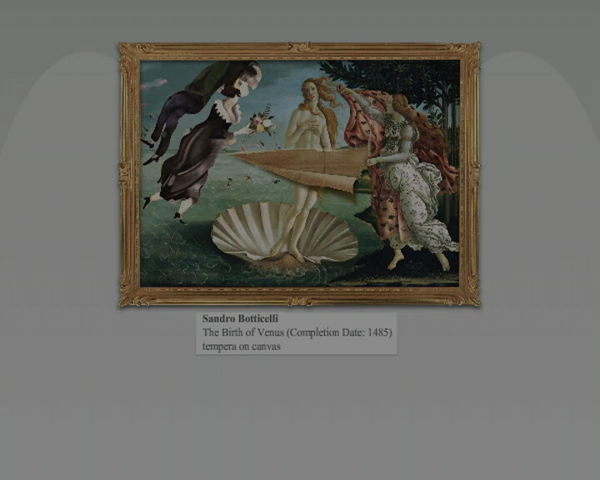 Sandro Botticelli
The Birth of Venus (Completion Date: 1485)
tempera on canvas